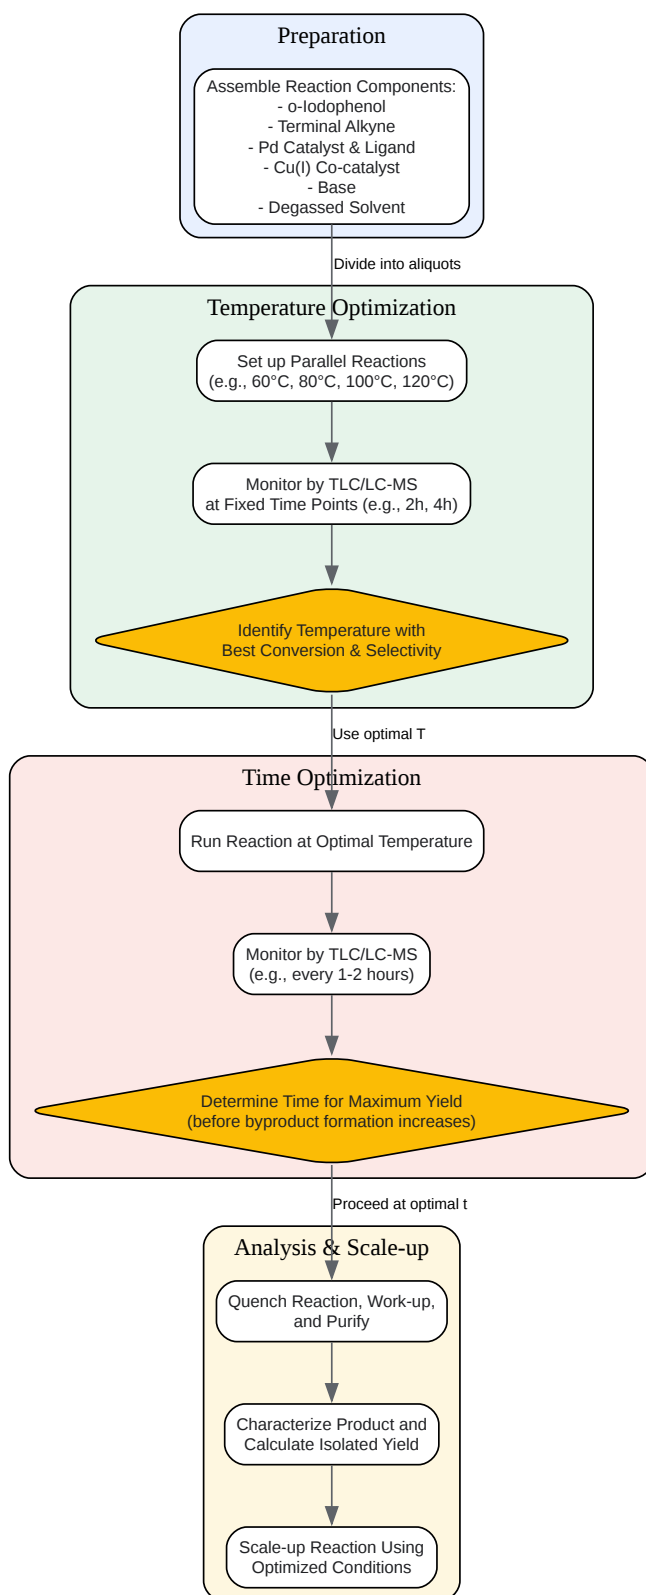 Preparation
Assemble Reaction Components:
- o-Iodophenol
- Terminal Alkyne
- Pd Catalyst & Ligand
- Cu(I) Co-catalyst
- Base
- Degassed Solvent
Divide into aliquots
Temperature Optimization
Set up Parallel Reactions
(e.g., 60°C, 80°C, 100°C, 120°C)
Monitor by TLC/LC-MS
at Fixed Time Points (e.g., 2h, 4h)
Identify Temperature with
Best Conversion & Selectivity
Use optimal T
Time Optimization
Run Reaction at Optimal Temperature
Monitor by TLC/LC-MS
(e.g., every 1-2 hours)
Determine Time for Maximum Yield
(before byproduct formation increases)
Proceed at optimal t
Analysis & Scale-up
Quench Reaction, Work-up,
and Purify
Characterize Product and
Calculate Isolated Yield
Scale-up Reaction Using
Optimized Conditions